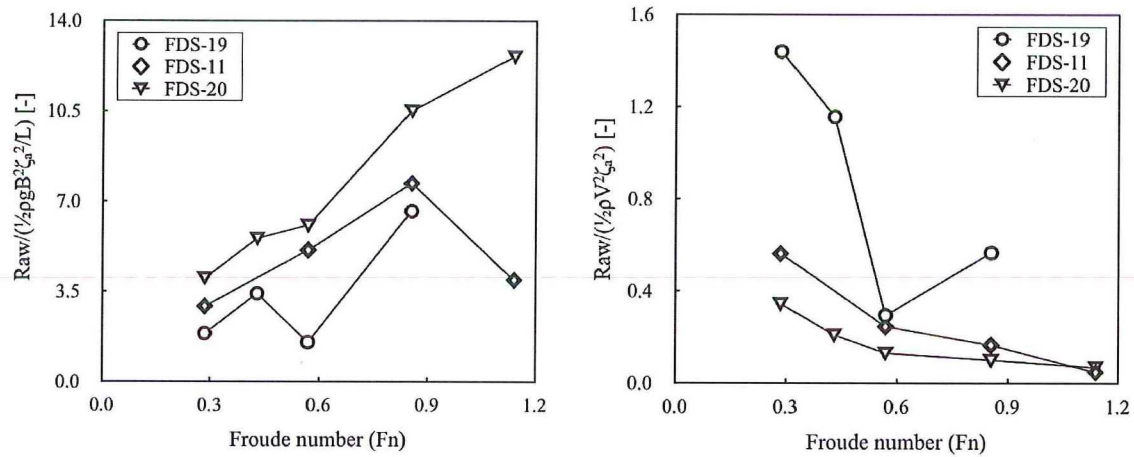 14.0
10.5
7.0
3.5
0.0
0.0
0.3
0.6
0.9
1.2
Raw/(½ρgB²ζₐ²/L) [-]
Froude number (Fn)
FDS-19
FDS-11
FDS-20
1.6
1.2
0.8
0.4
0.0
0.0
0.3
0.6
0.9
1.2
Raw/(½ρV²ζₐ²) [-]
Froude number (Fn)
FDS-19
FDS-11
FDS-20